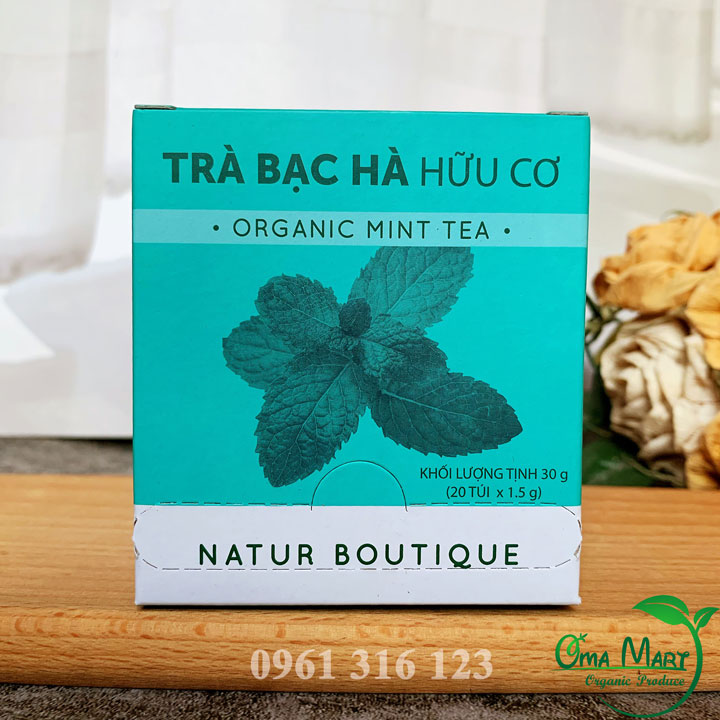 TRÀ BẠC HÀ HỮU CƠ
• ORGANIC MINT TEA •
KHỐI LƯỢNG TỊNH 30 g
(20 TÚI x 1.5 g)
NATUR BOUTIQUE
0961 316 123
OMA MART
Organic Produce